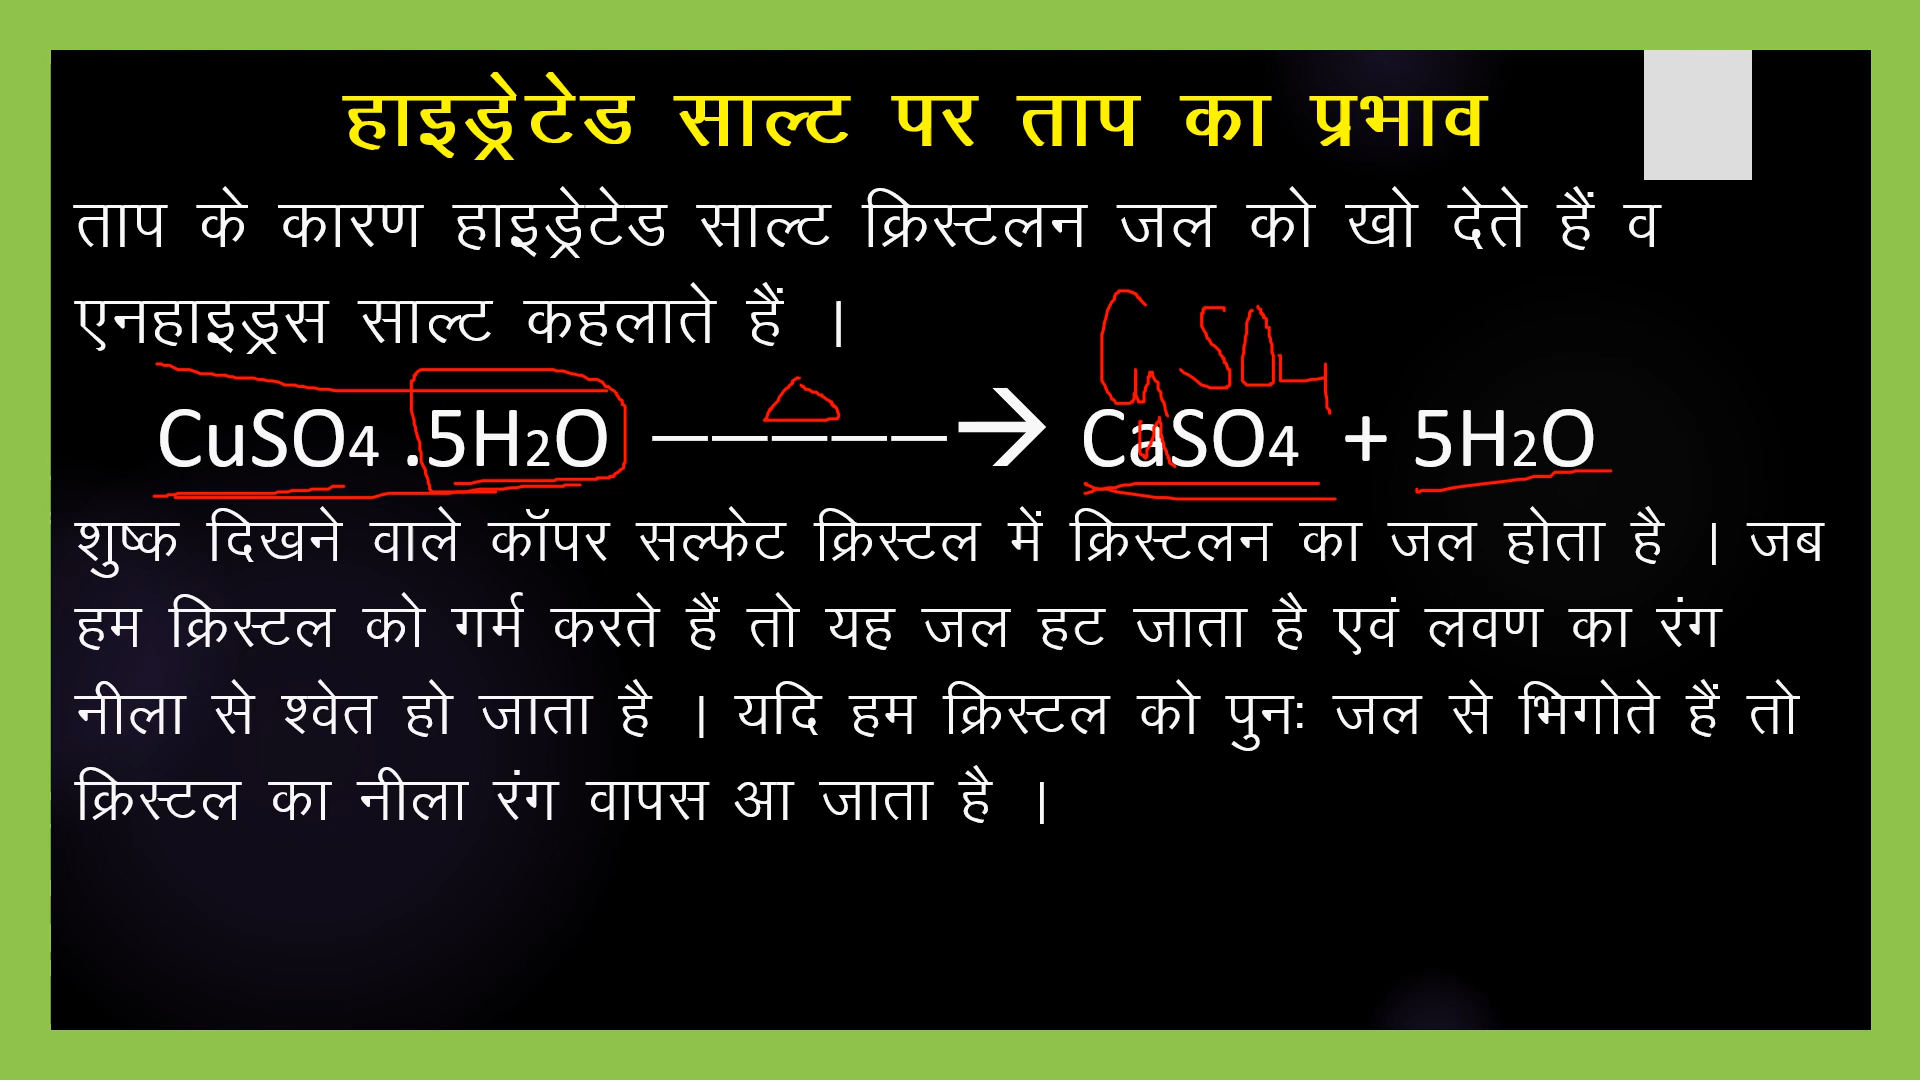 हाइड्रेटेड साल्ट पर ताप का प्रभाव
ताप के कारण हाइड्रेटेड साल्ट क्रिस्टलन जल को खो देते हैं व
एनहाइड्रस साल्ट कहलाते हैं ।
CuSO4
CuSO4 .5H2O —————→ CaSO4 + 5H2O
शुष्क दिखने वाले कॉपर सल्फेट क्रिस्टल में क्रिस्टलन का जल होता है । जब
हम क्रिस्टल को गर्म करते हैं तो यह जल हट जाता है एवं लवण का रंग
नीला से श्वेत हो जाता है । यदि हम क्रिस्टल को पुनः जल से भिगोते हैं तो
क्रिस्टल का नीला रंग वापस आ जाता है ।